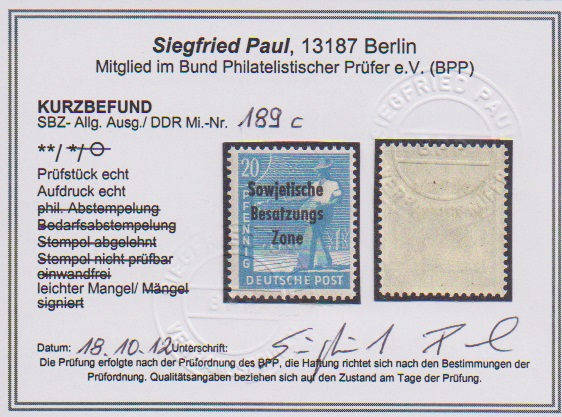 Siegfried Paul, 13187 Berlin
Mitglied im Bund Philatelistischer Prüfer e.V. (BPP)
KURZBEFUND
SBZ- Allg. Ausg./ DDR Mi.-Nr. 189 c
**/ */ O
Prüfstück echt
Aufdruck echt
phil. Abstempelung
Bedarfsabstempelung
Stempel abgelehnt
Stempel nicht prüfbar
einwandfrei
leichter Mangel/ Mängel
signiert
20
PFENNIG
Sowjetische
Besatzungs
Zone
DEUTSCHE POST
SIEGFRIED PAUL
Datum: 18.10.12 Unterschrift: Siegfried Paul
Die Prüfung erfolgte nach der Prüfordnung des BPP, die Haftung richtet sich nach den Bestimmungen der
Prüfordnung. Qualitätsangaben beziehen sich auf den Zustand am Tage der Prüfung.